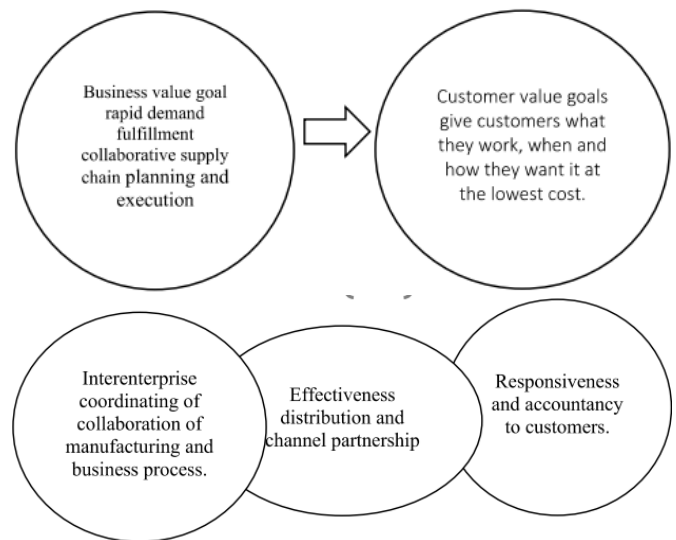 Business value goal
rapid demand
fulfillment
collaborative supply
chain planning and
execution
Customer value goals
give customers what
they work, when and
how they want it at
the lowest cost.
Interenterprise
coordinating of
collaboration of
manufacturing and
business process.
Effectiveness
distribution and
channel partnership
Responsiveness
and accountancy
to customers.